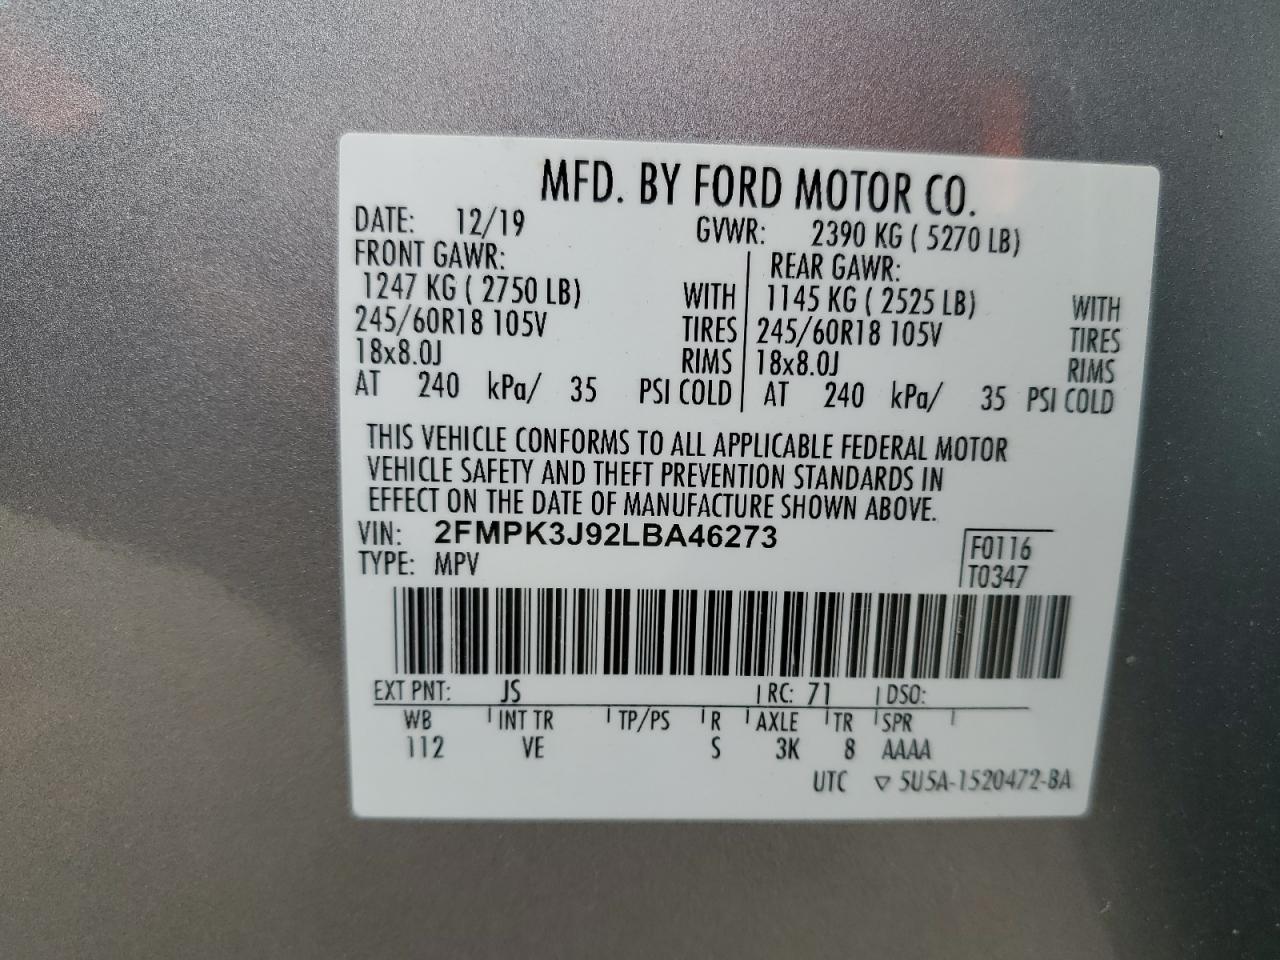 MFD. BY FORD MOTOR CO.
DATE: 12/19 GVWR: 2390 KG ( 5270 LB)
FRONT GAWR: REAR GAWR:
1247 KG ( 2750 LB) WITH 1145 KG ( 2525 LB) WITH
245/60R18 105V TIRES 245/60R18 105V TIRES
18x8.0J RIMS 18x8.0J RIMS
AT 240 kPa/ 35 PSI COLD AT 240 kPa/ 35 PSI COLD
THIS VEHICLE CONFORMS TO ALL APPLICABLE FEDERAL MOTOR
VEHICLE SAFETY AND THEFT PREVENTION STANDARDS IN
EFFECT ON THE DATE OF MANUFACTURE SHOWN ABOVE.
VIN: 2FMPK3J92LBA46273 F0116
TYPE: MPV T0347
EXT PNT: JS RC: 71 DSO:
WB INT TR TP/PS R AXLE TR SPR
112 VE S 3K 8 AAAA
UTC ▽ 5U5A-1520472-BA